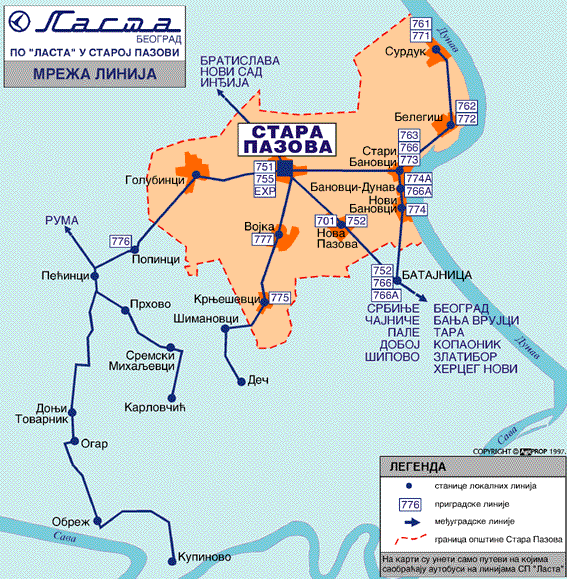 Ласта
БЕОГРАД
ПО "ЛАСТА" У СТАРОЈ ПАЗОВИ
МРЕЖА ЛИНИЈА
БРАТИСЛАВА
НОВИ САД
ИНЂИЈА
761
771
Сурдук
Дунав
Белегиш
762
772
СТАРА
ПАЗОВА
763
766
773
Стари
Бановци
751
755
EXP
Голубинци
Бановци-Дунав
774А
766А
Нови
Бановци
774
701
752
Нова
Пазова
Војка
777
РУМА
776
Попинци
Пећинци
752
766
766А
БАТАЈНИЦА
Крњешевци
775
Прхово
Шимановци
СРБИЊЕ
ЧАЈНИЧЕ
ПАЛЕ
ДОБОЈ
ШИПОВО
БЕОГРАД
БАЊА ВРУЈЦИ
ТАРА
КОПАОНИК
ЗЛАТИБОР
ХЕРЦЕГ НОВИ
Дунав
Сремски
Михаљевци
Деч
Карловчић
Доњи
Товарник
Огар
Сава
COPYRIGHT © AgitPROP 1997.
Обреж
Сава
Купиново
ЛЕГЕНДА
станице локалних линија
776
приградске линије
међуградске линије
граница општине Стара Пазова
На карти су унети само путеви на којима
саобраћају аутобуси на линијама СП "Ласта"